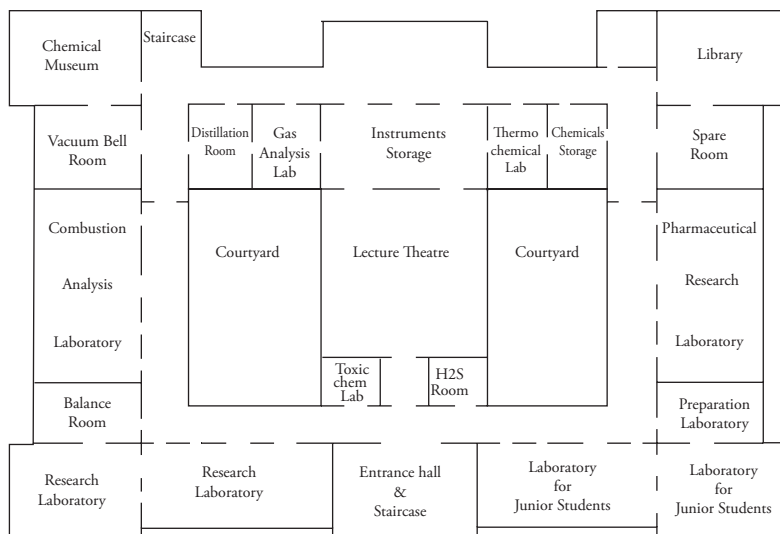 Chemical
Museum
Staircase
Library
Vacuum Bell
Room
Distillation
Room
Gas
Analysis
Lab
Instruments
Storage
Thermo
chemical
Lab
Chemicals
Storage
Spare
Room
Combustion
Analysis
Laboratory
Courtyard
Lecture Theatre
Courtyard
Pharmaceutical
Research
Laboratory
Toxic
chem
Lab
H2S
Room
Balance
Room
Preparation
Laboratory
Research
Laboratory
Research
Laboratory
Entrance hall
&
Staircase
Laboratory
for
Junior Students
Laboratory
for
Junior Students